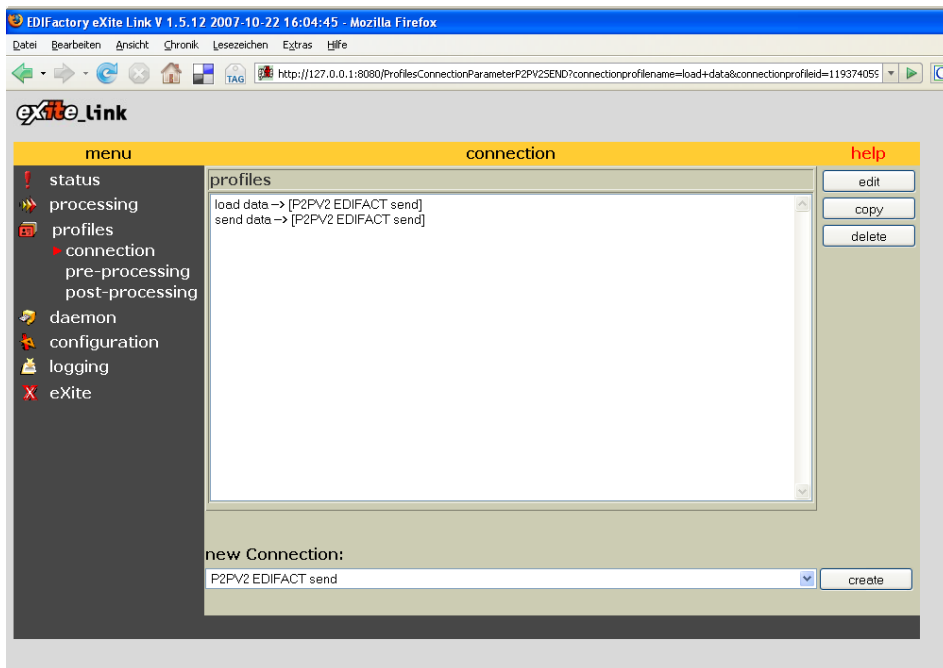 EDIFactory eXite Link V 1.5.12 2007-10-22 16:04:45 - Mozilla Firefox
Datei Bearbeiten Ansicht Chronik Lesezeichen Extras Hilfe
TAG http://127.0.0.1:8080/ProfilesConnectionParameterP2PV2SEND?connectionprofilename=load+data&connectionprofileid=119374059
eXite_Link
menu connection help
status
processing
profiles
connection
pre-processing
post-processing
daemon
configuration
logging
eXite
profiles
load data --> [P2PV2 EDIFACT send]
send data --> [P2PV2 EDIFACT send]
edit
copy
delete
new Connection:
P2PV2 EDIFACT send
create